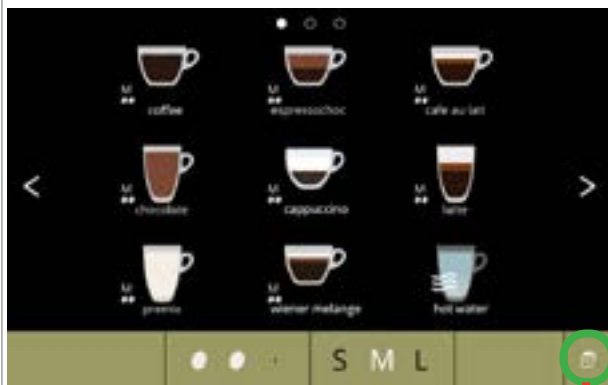 M coffee
M espressochoc
M cafe au lait
< >
M chocolate
M cappuccino
M latte
M
M wiener melange
hot water
S M L